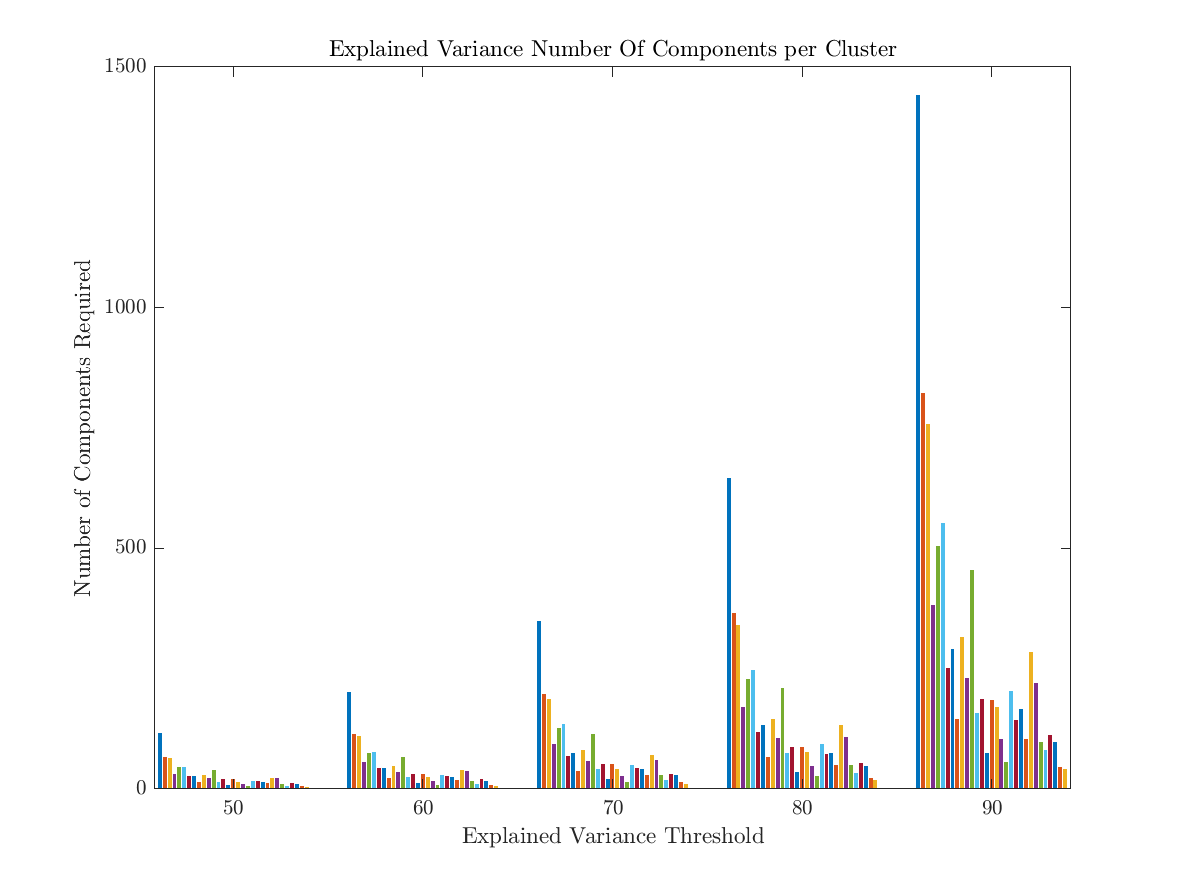 Explained Variance Number Of Components per Cluster
1500
1000
500
0
Number of Components Required
50 60 70 80 90
Explained Variance Threshold